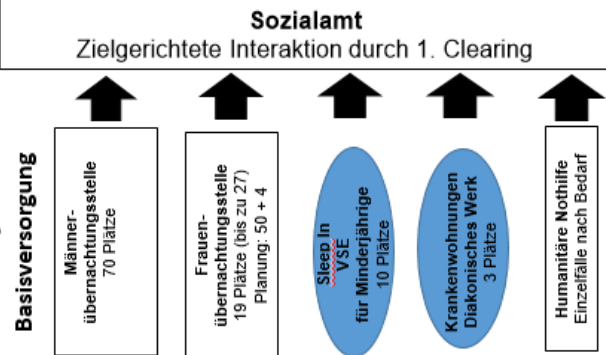 Sozialamt
Zielgerichtete Interaktion durch 1. Clearing
Basisversorgung
Männer-
übernachtungsstelle
70 Plätze
Frauen-
übernachtungsstelle
19 Plätze (bis zu 27)
Planung: 50 + 4
Sleep In
VSE
für Minderjährige
10 Plätze
Krankenwohnungen
Diakonisches Werk
3 Plätze
Humanitäre Nothilfe
Einzelfälle nach Bedarf